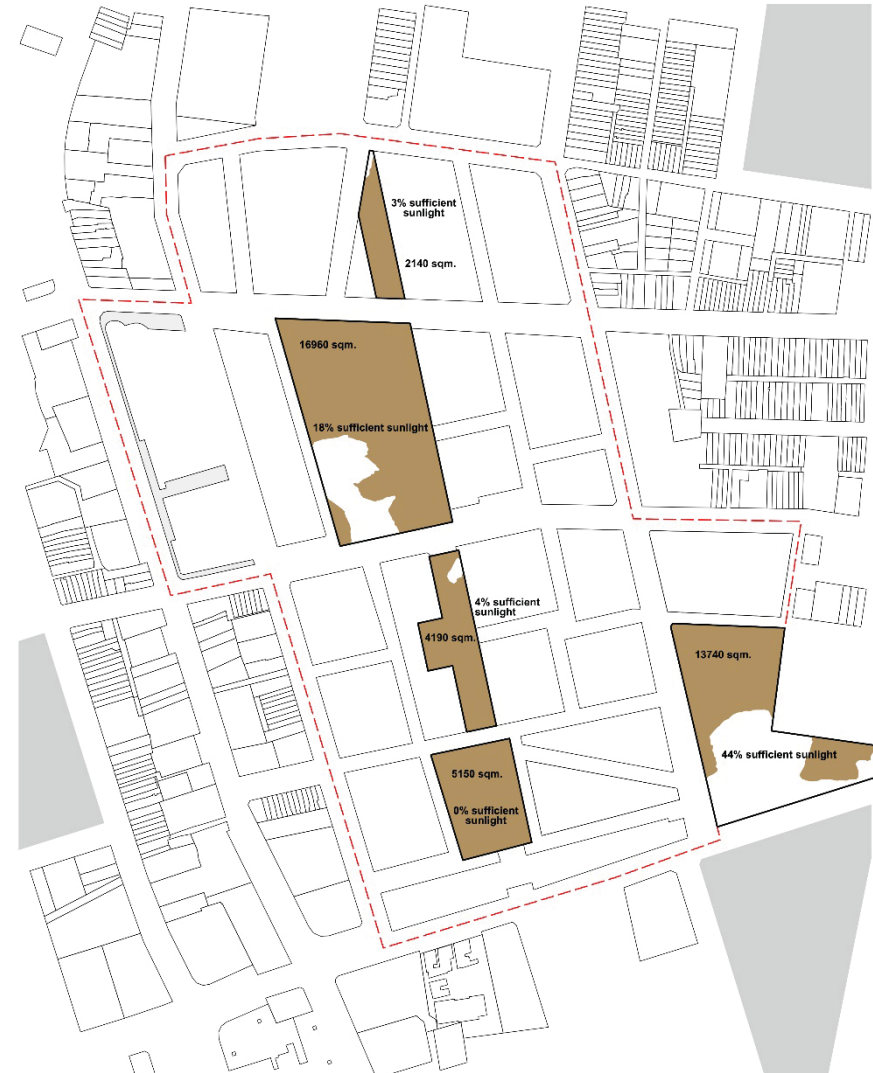 3% sufficient
sunlight
2140 sqm.
16960 sqm.
18% sufficient sunlight
4% sufficient
sunlight
4190 sqm.
13740 sqm.
44% sufficient sunlight
5150 sqm.
0% sufficient
sunlight